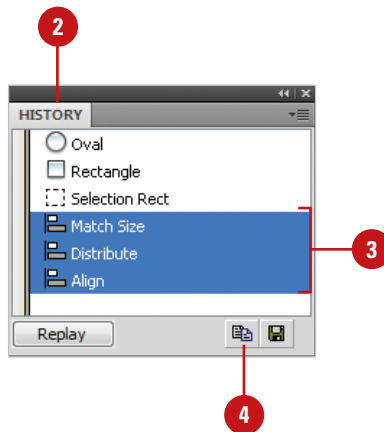 2
HISTORY
Oval
Rectangle
Selection Rect
Match Size
Distribute
Align
3
Replay
4